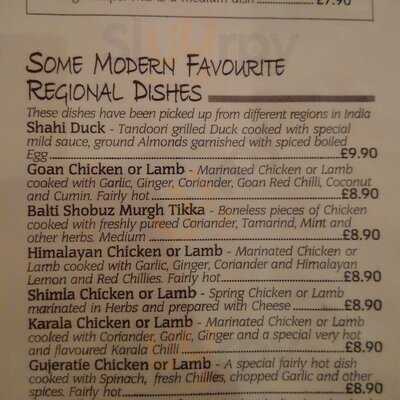 £7.90
SOME MODERN FAVOURITE
REGIONAL DISHES
These dishes have been picked up from different regions in India
Shahi Duck - Tandoori grilled Duck cooked with special
mild sauce, ground Almonds garnished with spiced boiled
Egg £9.90
Goan Chicken or Lamb - Marinated Chicken or Lamb
cooked with Garlic, Ginger, Coriander, Goan Red Chilli, Coconut
and Cumin. Fairly hot £8.90
Balti Shobuz Murgh Tikka - Boneless pieces of Chicken
cooked with freshly pureed Coriander, Tamarind, Mint and
other herbs. Medium £8.90
Himalayan Chicken or Lamb - Marinated Chicken or
Lamb cooked with Garlic, Ginger, Coriander and Himalayan
Lemon and Red Chillies. Fairly hot £8.90
Shimla Chicken or Lamb - Spring Chicken or Lamb
marinated in Herbs and prepared with Cheese £8.90
Karala Chicken or Lamb - Marinated Chicken or Lamb
cooked with Coriander, Garlic, Ginger and a special very hot
and flavoured Karala Chilli £8.90
Gujeratie Chicken or Lamb - A special fairly hot dish
cooked with Spinach, fresh Chillies, chopped Garlic and other
spices. Fairly hot £8.90